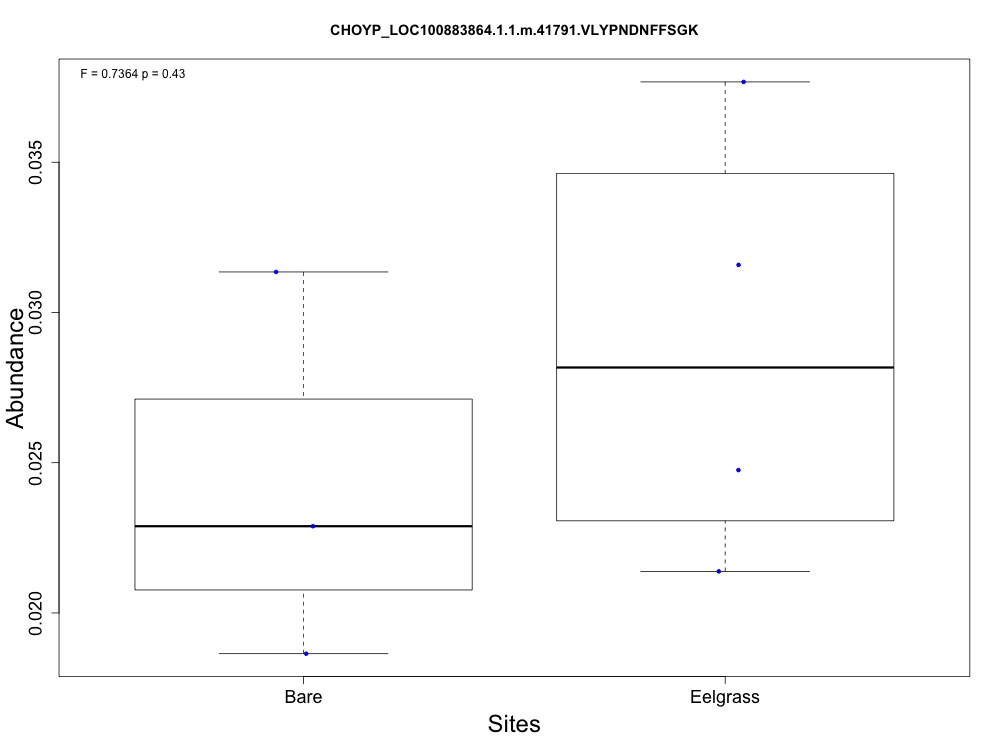 CHOYP_LOC100883864.1.1.m.41791.VLYPNDNFFSGK
F = 0.7364 p = 0.43
0.035
0.030
0.025
0.020
Abundance
Bare
Eelgrass
Sites